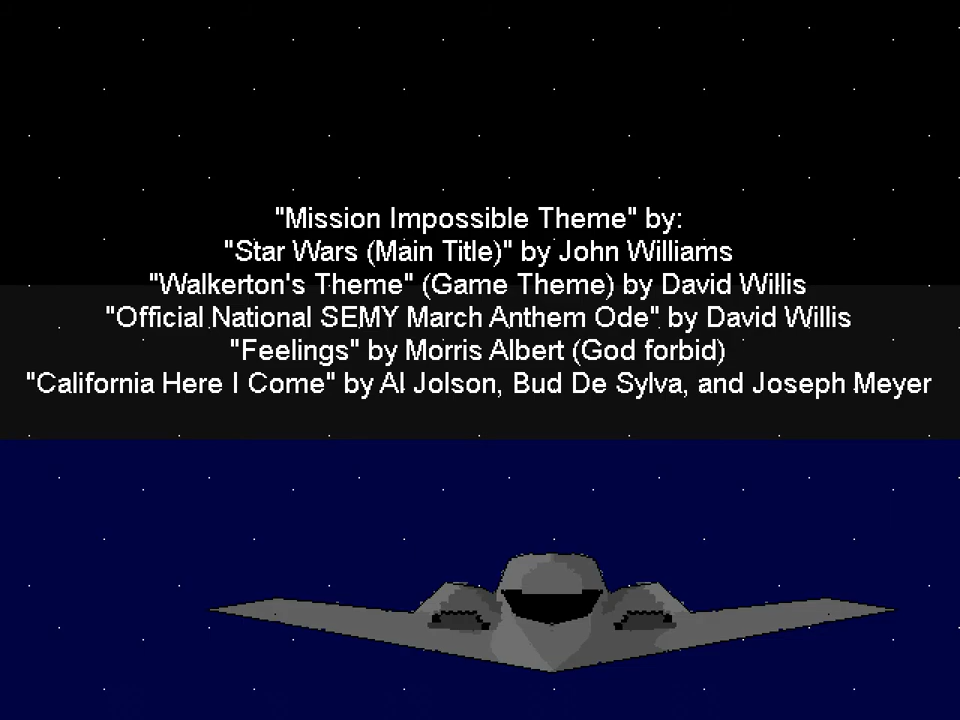 "Mission Impossible Theme" by:
"Star Wars (Main Title)" by John Williams
"Walkerton's Theme" (Game Theme) by David Willis
"Official National SEMY March Anthem Ode" by David Willis
"Feelings" by Morris Albert (God forbid)
"California Here I Come" by Al Jolson, Bud De Sylva, and Joseph Meyer